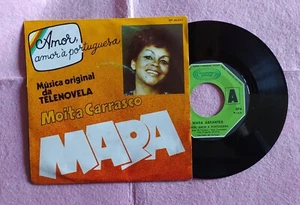 Amor,
amor à portuguesa
Música original
da
TELENOVELA
Moita Carrasco
MARA
A